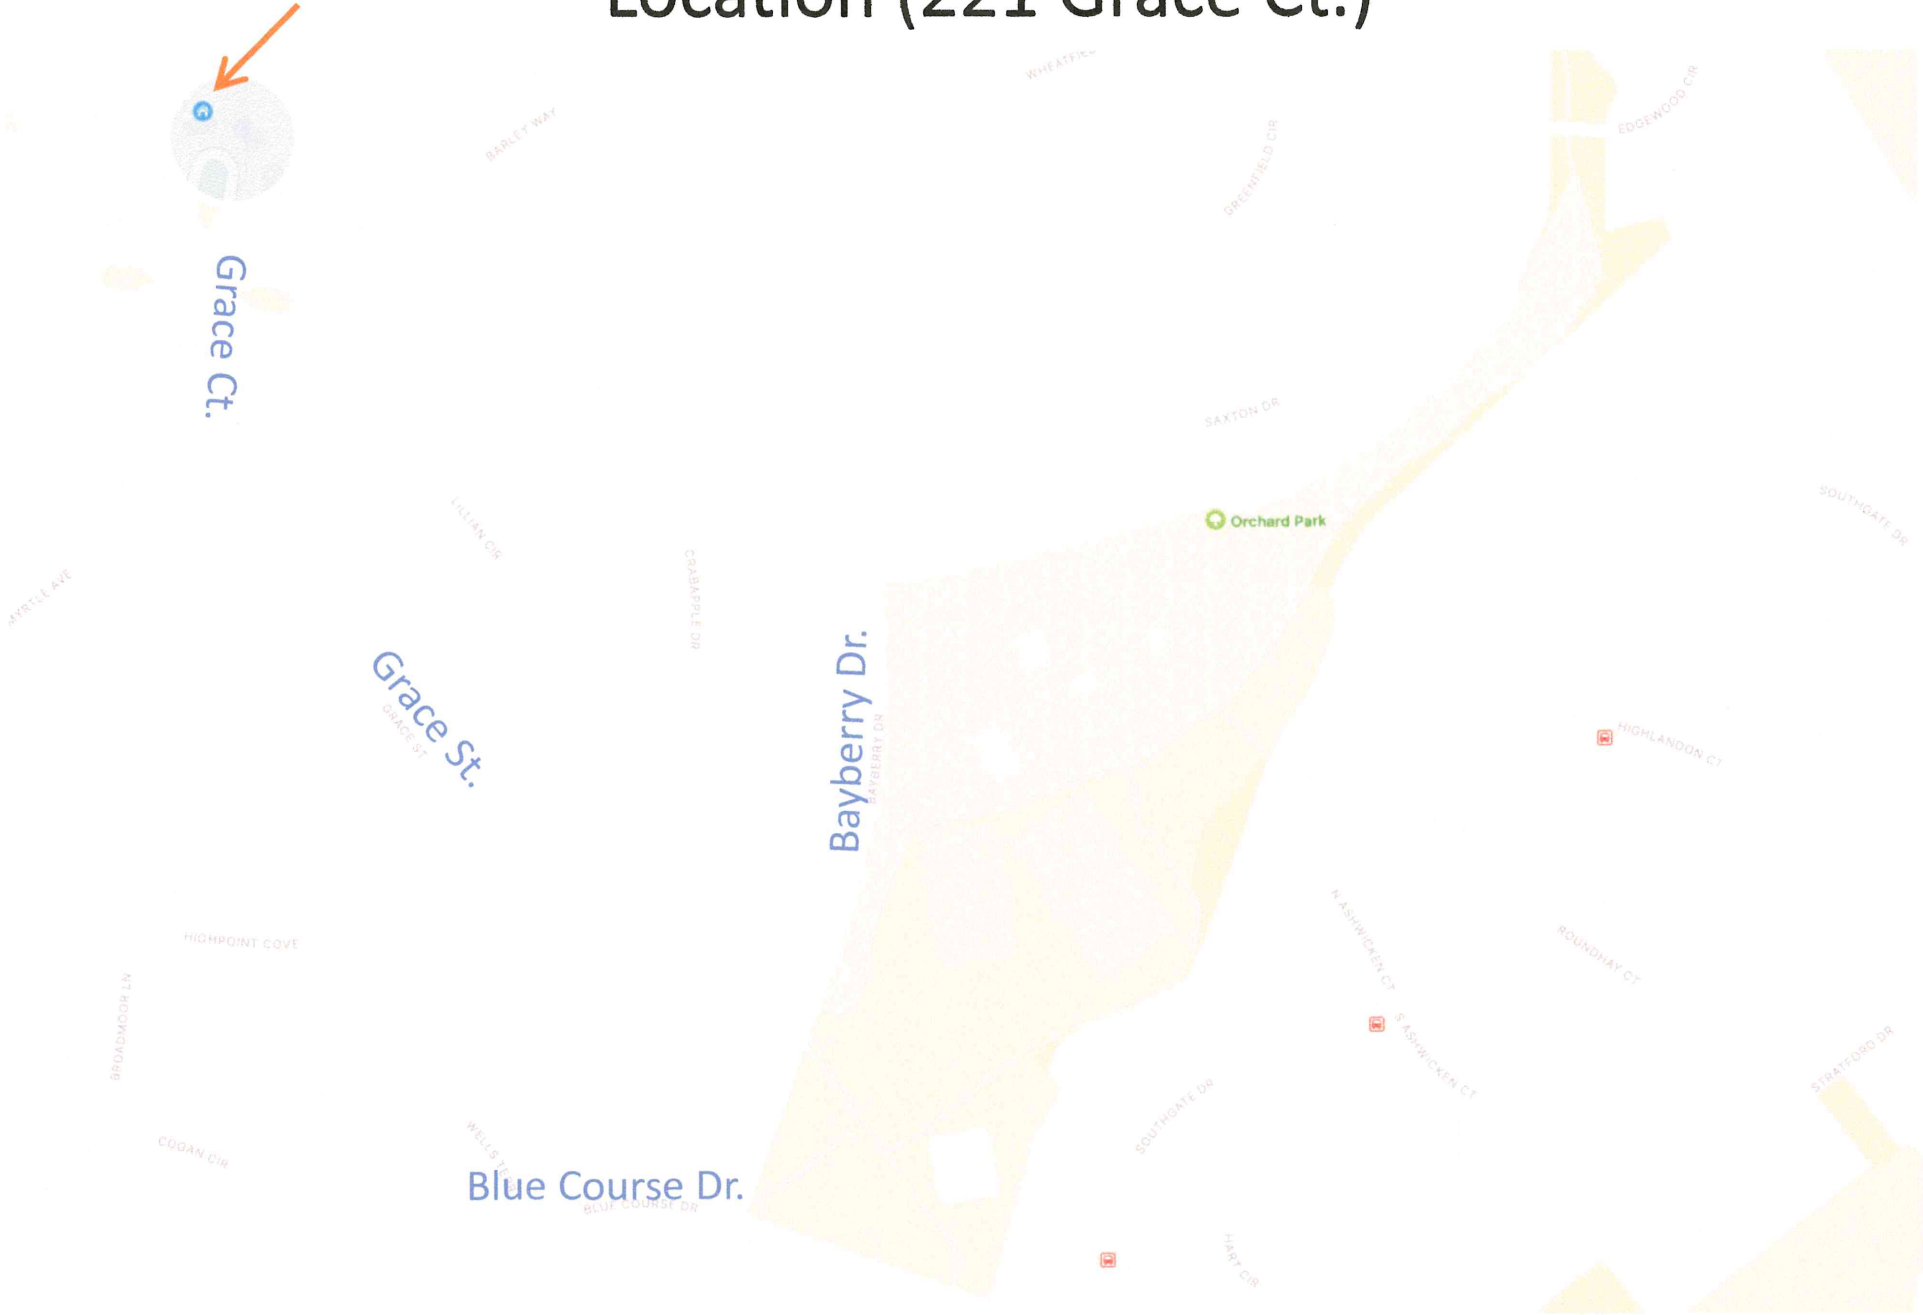 Location (221 Grace Ct.)
WHEATFIE
EDGEWOOD CIR
BARLEY WAY
GREENFIELD CIR
Grace Ct.
SAXTON DR
Orchard Park
SOUTHGATE DR
LILLIAN CIR
CRABAPPLE DR
MYRTLE AVE
Grace St.
GRACE ST
Bayberry Dr.
BAYBERRY DR
HIGHLANDON CT
N ASHWICKEN CT
ROUNDHAY CT
HIGHPOINT COVE
BROADMOOR LN
S ASHWICKEN CT
STRATFORD DR
SOUTHGATE DR
COGAN CIR
WELLS
Blue Course Dr.
BLUE COURSE DR
HART CIR